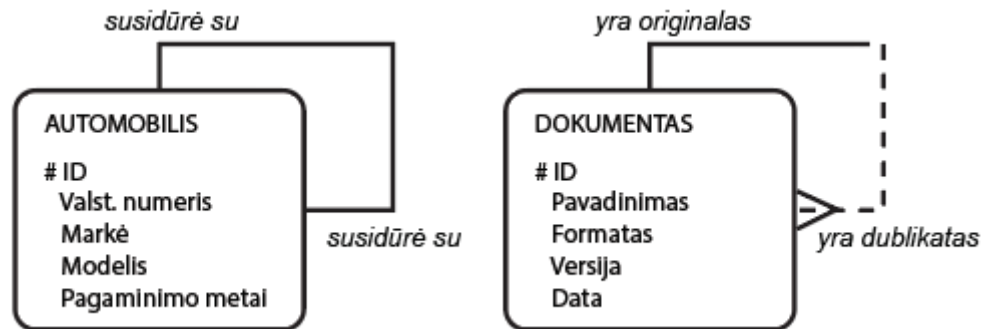 susidūrė su
AUTOMOBILIS
# ID
Valst. numeris
Markė
Modelis
Pagaminimo metai
susidūrė su
yra originalas
DOKUMENTAS
# ID
Pavadinimas
Formatas
Versija
Data
yra dublikatas